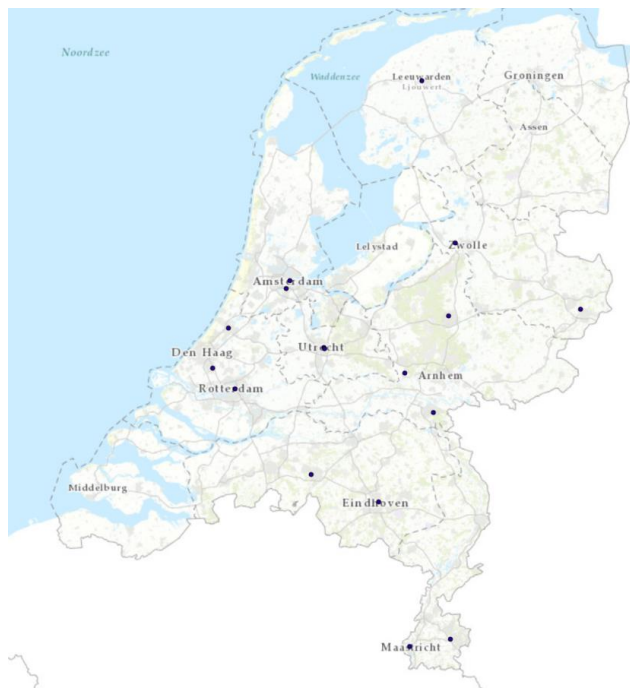 Noordzee
Waddenzee
Leeuwarden
Ljouwert
Groningen
Assen
Zwolle
Lelystad
Amsterdam
Utrecht
Den Haag
Arnhem
Rotterdam
Middelburg
Eindhoven
Maastricht